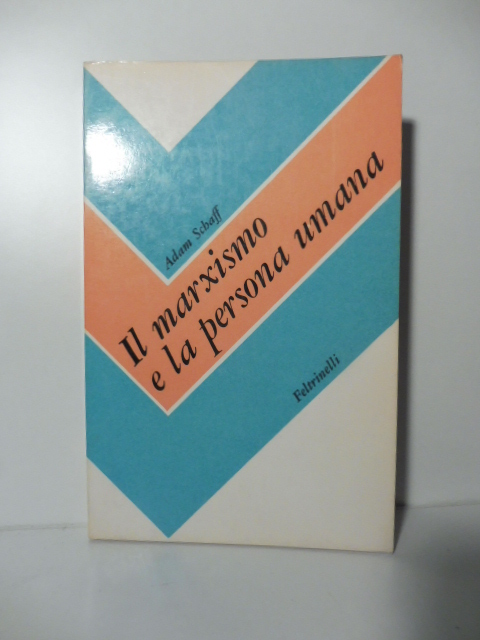 Adam Schaff
Il marxismo
e la persona umana
Feltrinelli